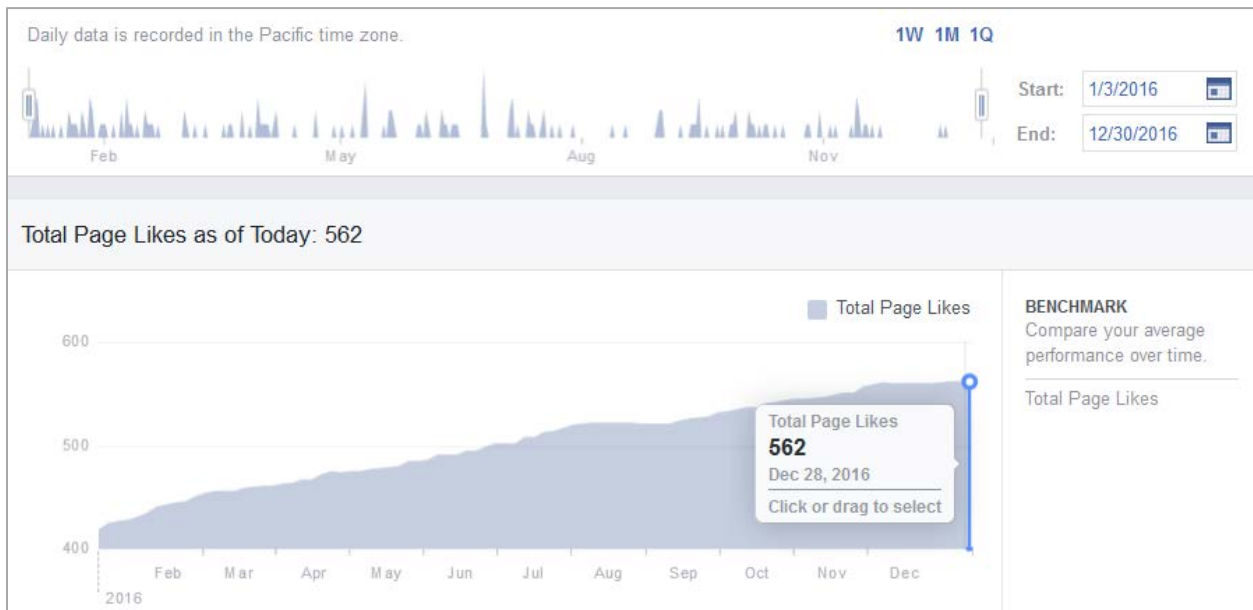 Daily data is recorded in the Pacific time zone.
1W 1M 1Q
Start: 1/3/2016
End: 12/30/2016
Feb May Aug Nov
Total Page Likes as of Today: 562
Total Page Likes
BENCHMARK
Compare your average
performance over time.
Total Page Likes
600
500
400
Total Page Likes
562
Dec 28, 2016
Click or drag to select
Feb Mar Apr May Jun Jul Aug Sep Oct Nov Dec
2016